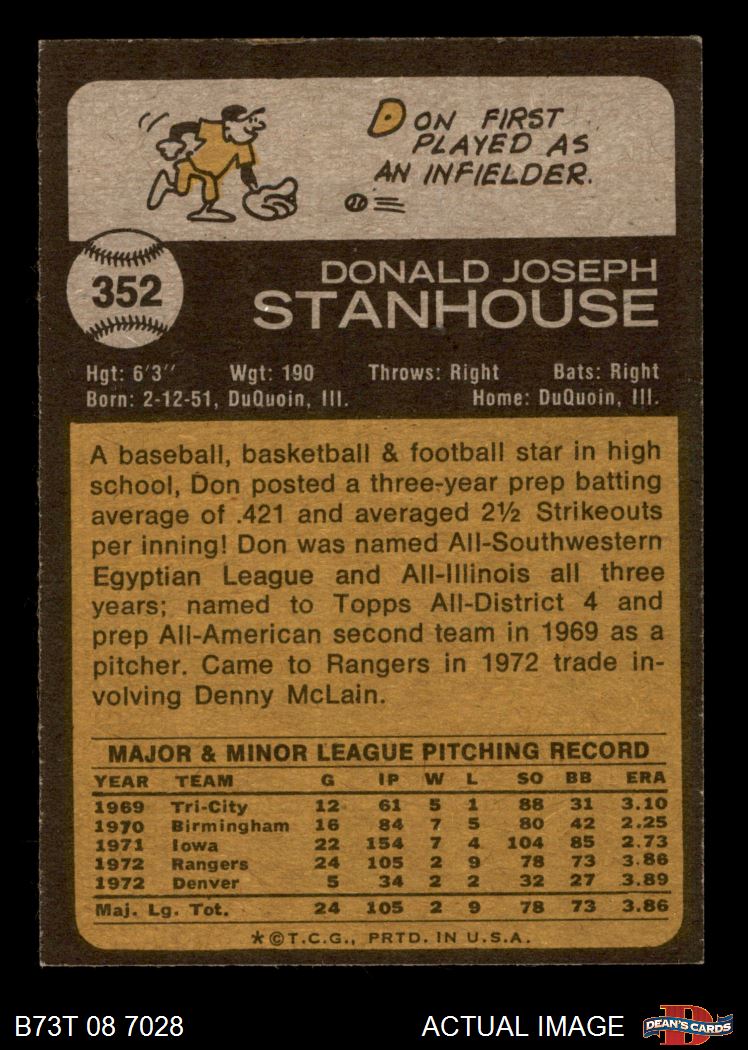 DON FIRST
PLAYED AS
AN INFIELDER.
352
DONALD JOSEPH
STANHOUSE
Hgt: 6'3" Wgt: 190 Throws: Right Bats: Right
Born: 2-12-51, DuQuoin, Ill. Home: DuQuoin, Ill.
A baseball, basketball & football star in high
school, Don posted a three-year prep batting
average of .421 and averaged 2½ Strikeouts
per inning! Don was named All-Southwestern
Egyptian League and All-Illinois all three
years; named to Topps All-District 4 and
prep All-American second team in 1969 as a
pitcher. Came to Rangers in 1972 trade in-
volving Denny McLain.
MAJOR & MINOR LEAGUE PITCHING RECORD
YEAR TEAM G IP W L SO BB ERA
1969 Tri-City 12 61 5 1 88 31 3.10
1970 Birmingham 16 84 7 5 80 42 2.25
1971 Iowa 22 154 7 4 104 85 2.73
1972 Rangers 24 105 2 9 78 73 3.86
1972 Denver 5 34 2 2 32 27 3.89
Maj. Lg. Tot. 24 105 2 9 78 73 3.86
*©T.C.G., PRTD. IN U.S.A.
B73T 08 7028 ACTUAL IMAGE D DEAN'S CARDS